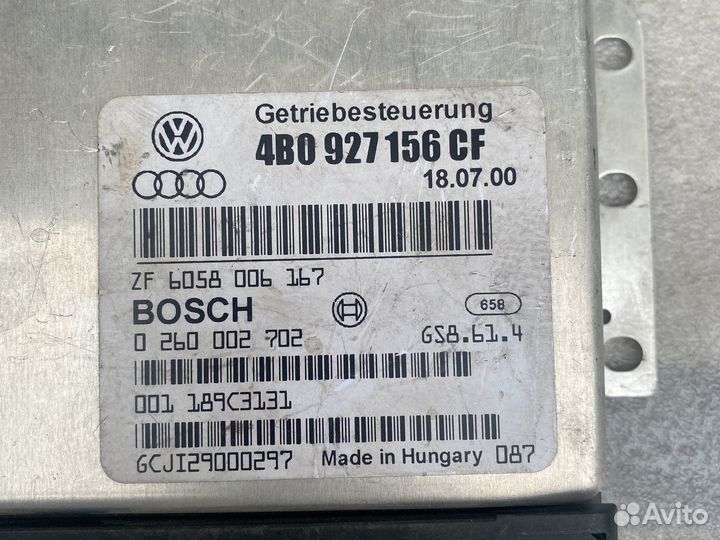 Getriebesteuerung
4B0 927 156 CF
18.07.00
ZF 6058 006 167
BOSCH
658
0 260 002 702
GS8.61.4
001 189C3131
GCJI29000297
Made in Hungary
087
Avito